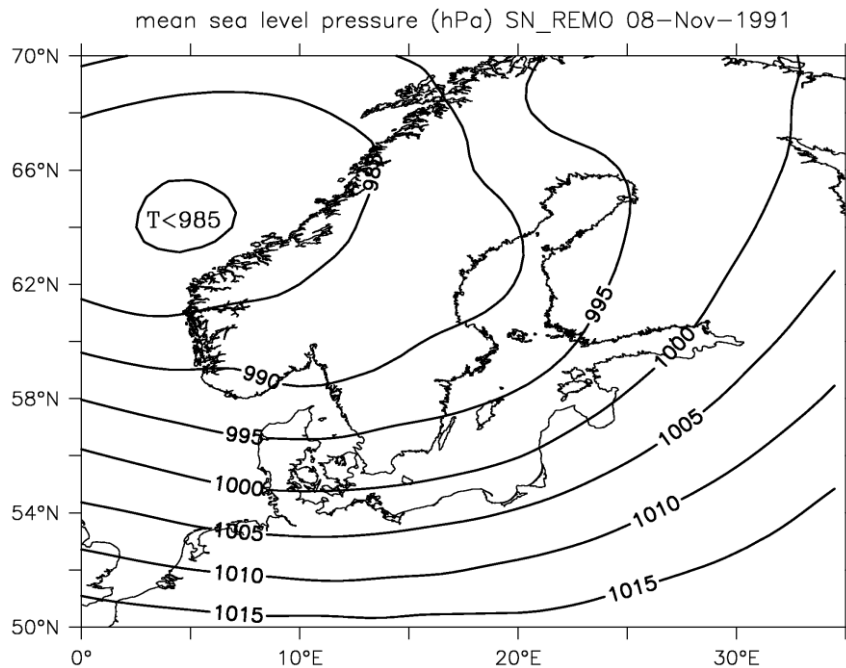 mean sea level pressure (hPa) SN_REMO 08-Nov-1991
70°N
66°N
985
T<985
62°N
995
1000
990
58°N
995
1005
1000
54°N
1005
1010
1010
1015
1015
50°N
0°
10°E
20°E
30°E